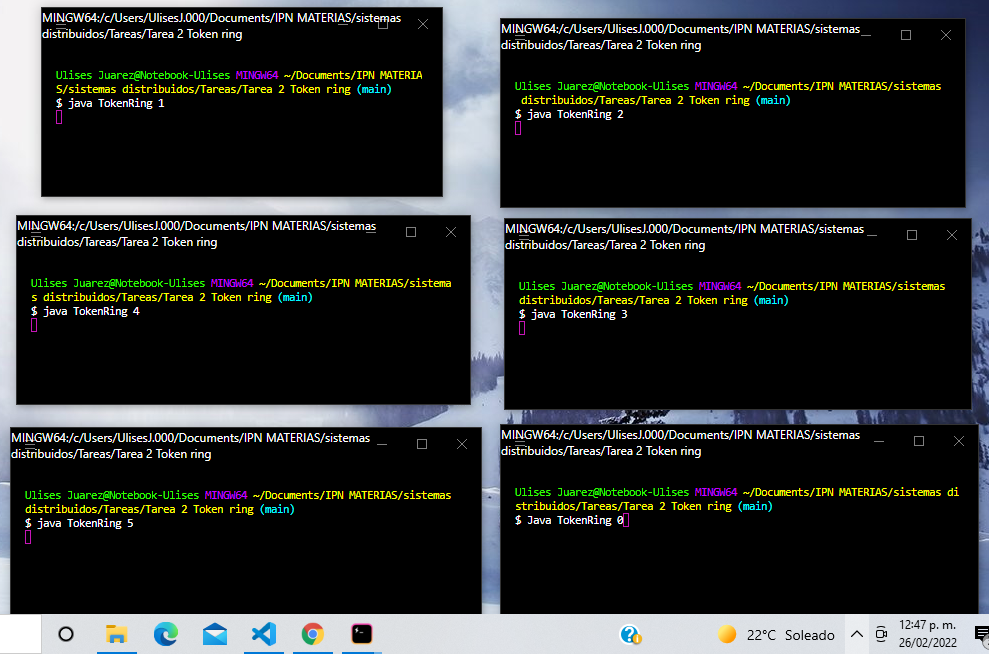 MINGW64:/c/Users/UlisesJ.000/Documents/IPN MATERIAS/sistemas
distribuidos/Tareas/Tarea 2 Token ring
Ulises Juarez@Notebook-Ulises MINGW64 ~/Documents/IPN MATERIA
S/sistemas distribuidos/Tareas/Tarea 2 Token ring (main)
$ java TokenRing 1
MINGW64:/c/Users/UlisesJ.000/Documents/IPN MATERIAS/sistemas
distribuidos/Tareas/Tarea 2 Token ring
Ulises Juarez@Notebook-Ulises MINGW64 ~/Documents/IPN MATERIAS/sistemas
distribuidos/Tareas/Tarea 2 Token ring (main)
$ java TokenRing 2
MINGW64:/c/Users/UlisesJ.000/Documents/IPN MATERIAS/sistemas
distribuidos/Tareas/Tarea 2 Token ring
Ulises Juarez@Notebook-Ulises MINGW64 ~/Documents/IPN MATERIAS/sistema
s distribuidos/Tareas/Tarea 2 Token ring (main)
$ java TokenRing 4
MINGW64:/c/Users/UlisesJ.000/Documents/IPN MATERIAS/sistemas
distribuidos/Tareas/Tarea 2 Token ring
Ulises Juarez@Notebook-Ulises MINGW64 ~/Documents/IPN MATERIAS/sistemas
distribuidos/Tareas/Tarea 2 Token ring (main)
$ java TokenRing 3
MINGW64:/c/Users/UlisesJ.000/Documents/IPN MATERIAS/sistemas
distribuidos/Tareas/Tarea 2 Token ring
Ulises Juarez@Notebook-Ulises MINGW64 ~/Documents/IPN MATERIAS/sistemas
distribuidos/Tareas/Tarea 2 Token ring (main)
$ java TokenRing 5
MINGW64:/c/Users/UlisesJ.000/Documents/IPN MATERIAS/sistemas
distribuidos/Tareas/Tarea 2 Token ring
Ulises Juarez@Notebook-Ulises MINGW64 ~/Documents/IPN MATERIAS/sistemas di
stribuidos/Tareas/Tarea 2 Token ring (main)
$ Java TokenRing 0
22°C Soleado
12:47 p. m.
26/02/2022